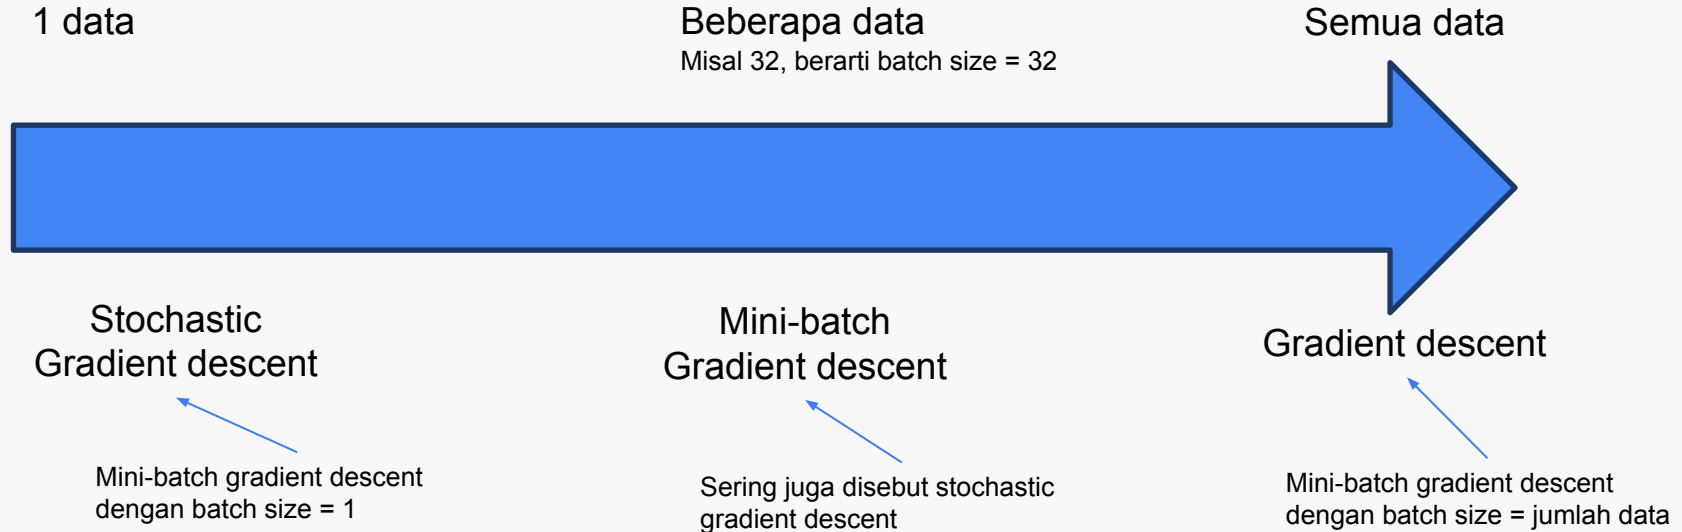 1 data
Beberapa data
Misal 32, berarti batch size = 32
Semua data
Stochastic
Gradient descent
Mini-batch
Gradient descent
Gradient descent
Mini-batch gradient descent
dengan batch size = 1
Sering juga disebut stochastic
gradient descent
Mini-batch gradient descent
dengan batch size = jumlah data